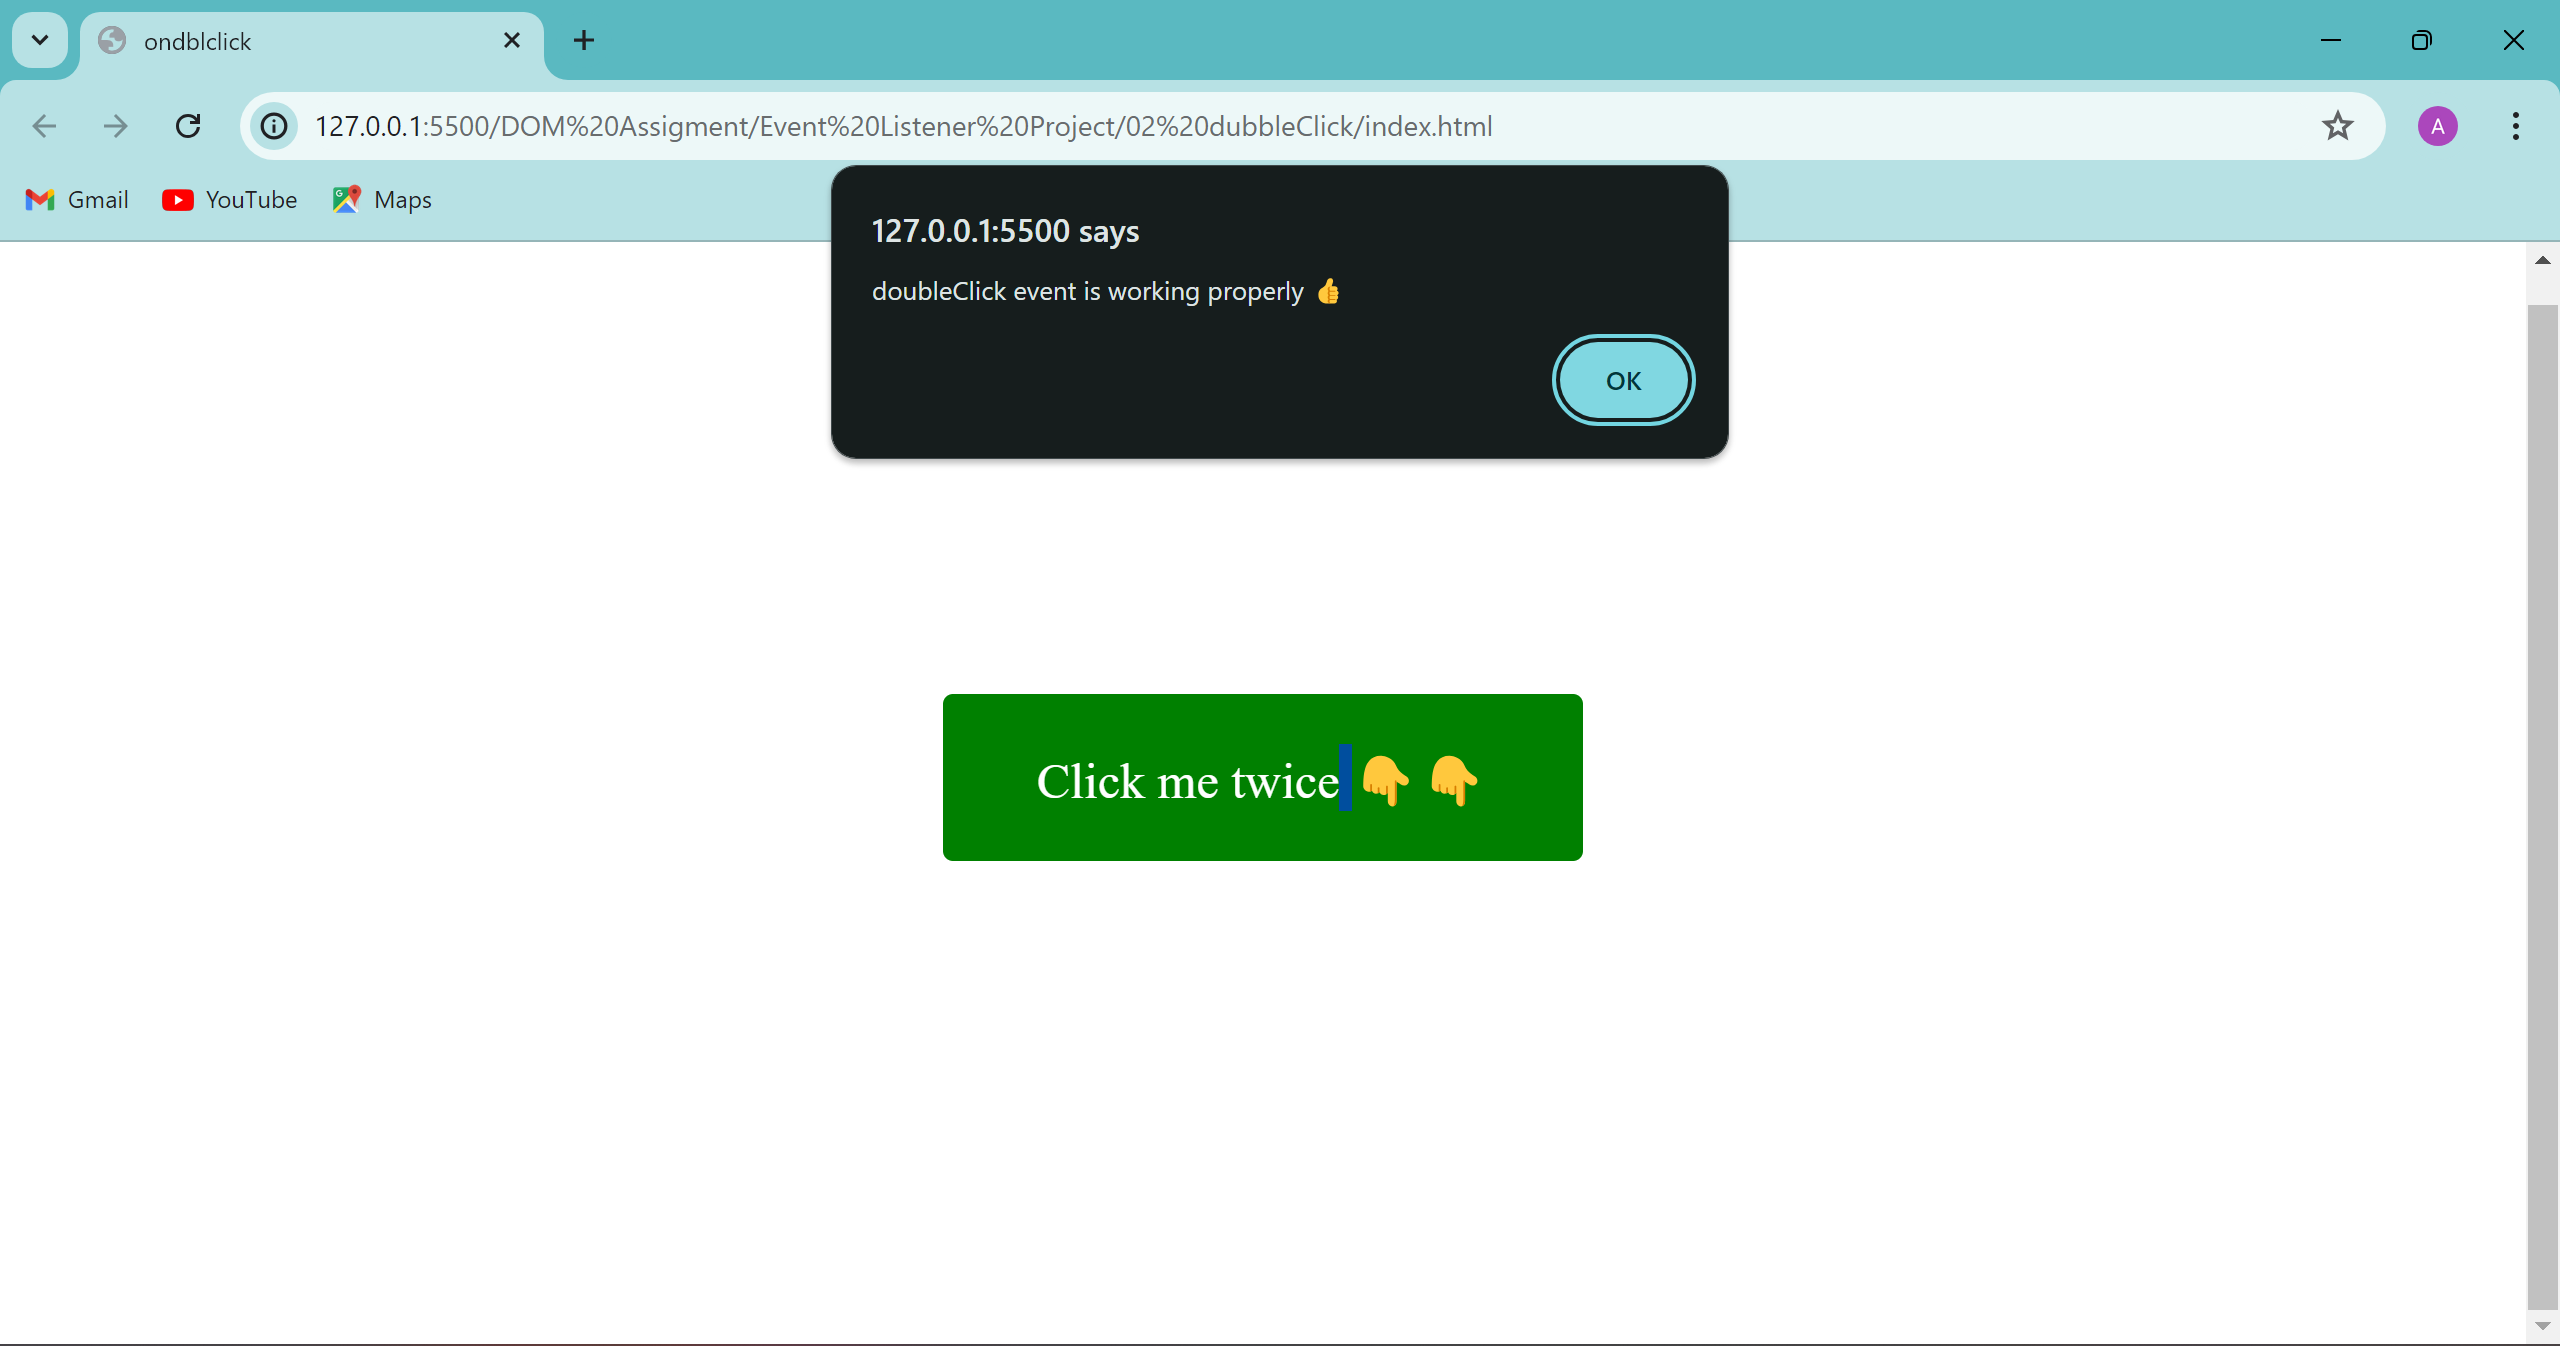 ondblclick
127.0.0.1:5500/DOM%20Assigment/Event%20Listener%20Project/02%20dubbleClick/index.html
A
Gmail YouTube Maps
127.0.0.1:5500 says
doubleClick event is working properly 👍
OK
Click me twice 👇 👇